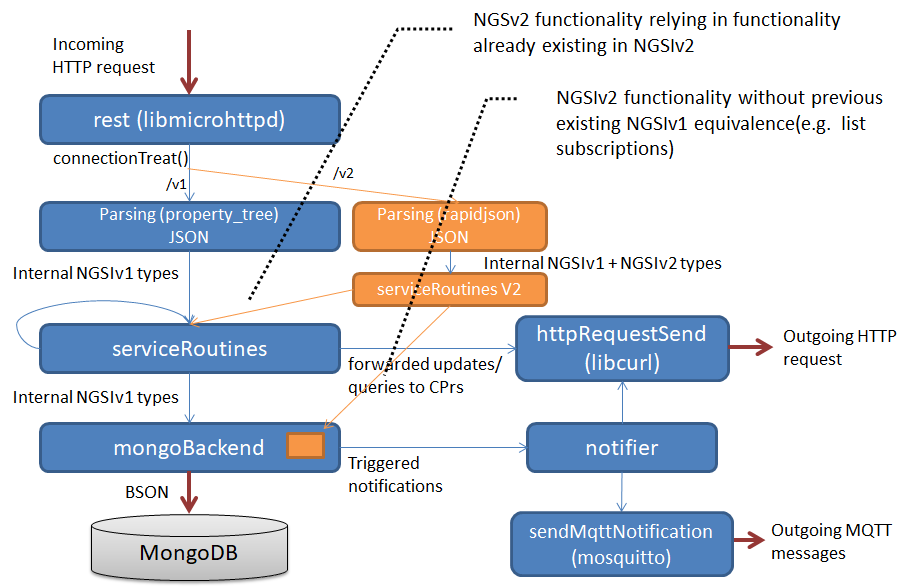 NGSv2 functionality relying in functionality
already existing in NGSIv2
Incoming
HTTP request
NGSIv2 functionality without previous
existing NGSIv1 equivalence(e.g. list
subscriptions)
rest (libmicrohttpd)
connectionTreat()
/v1
/v2
Parsing (property_tree)
JSON
Parsing (rapidjson)
JSON
Internal NGSIv1 types
Internal NGSIv1 + NGSIv2 types
serviceRoutines V2
serviceRoutines
httpRequestSend
(libcurl)
Outgoing HTTP
request
forwarded updates/
queries to CPrs
Internal NGSIv1 types
mongoBackend
notifier
Triggered
notifications
BSON
MongoDB
sendMqttNotification
(mosquitto)
Outgoing MQTT
messages